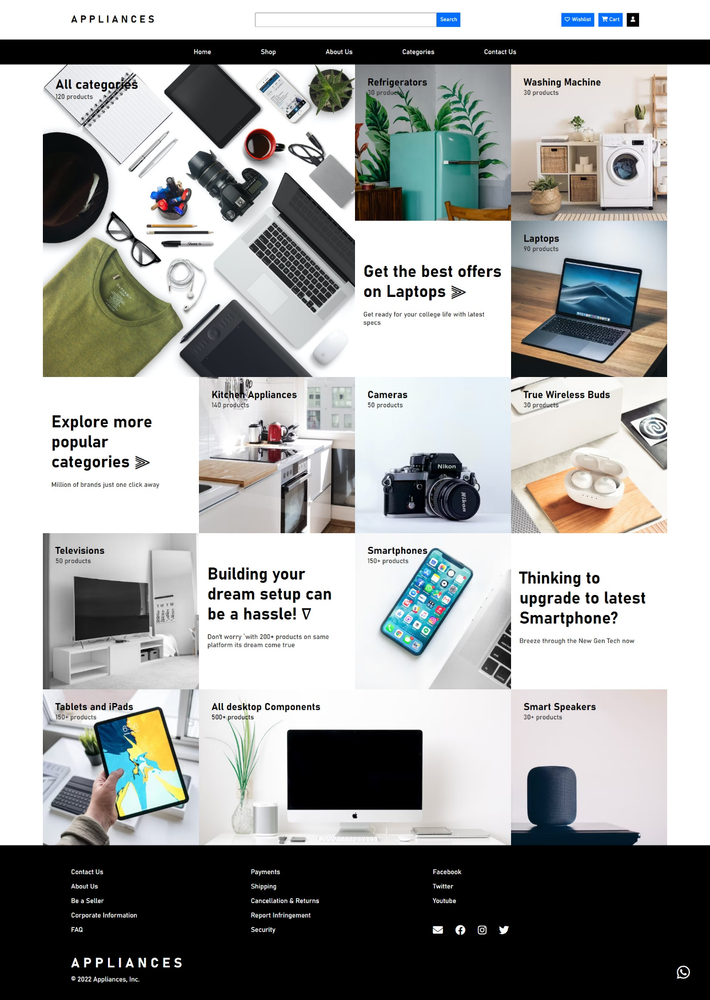 APPLIANCES
Search
Wishlist
Cart
Home
Shop
About Us
Categories
Contact Us
All categories
120 products
Refrigerators
30 products
Washing Machine
30 products
Laptops
90 products
Get the best offers
on Laptops
Get ready for your college life with latest
specs
Explore more
popular
categories
Million of brands just one click away
Kitchen Appliances
140 products
Cameras
50 products
Nikon
Nikon
True Wireless Buds
30 products
Televisions
50 products
T W T M
Building your
dream setup can
be a hassle! ∇
Don't worry `with 200+ products on same
platform its dream come true
Smartphones
150+ products
Thinking to
upgrade to latest
Smartphone?
Breeze through the New Gen Tech now
Tablets and iPads
150+ products
All desktop Components
500+ products
Smart Speakers
30+ products
Contact Us
About Us
Be a Seller
Corporate Information
FAQ
Payments
Shipping
Cancellation & Returns
Report Infringement
Security
Facebook
Twitter
Youtube
APPLIANCES
© 2022 Appliances, Inc.